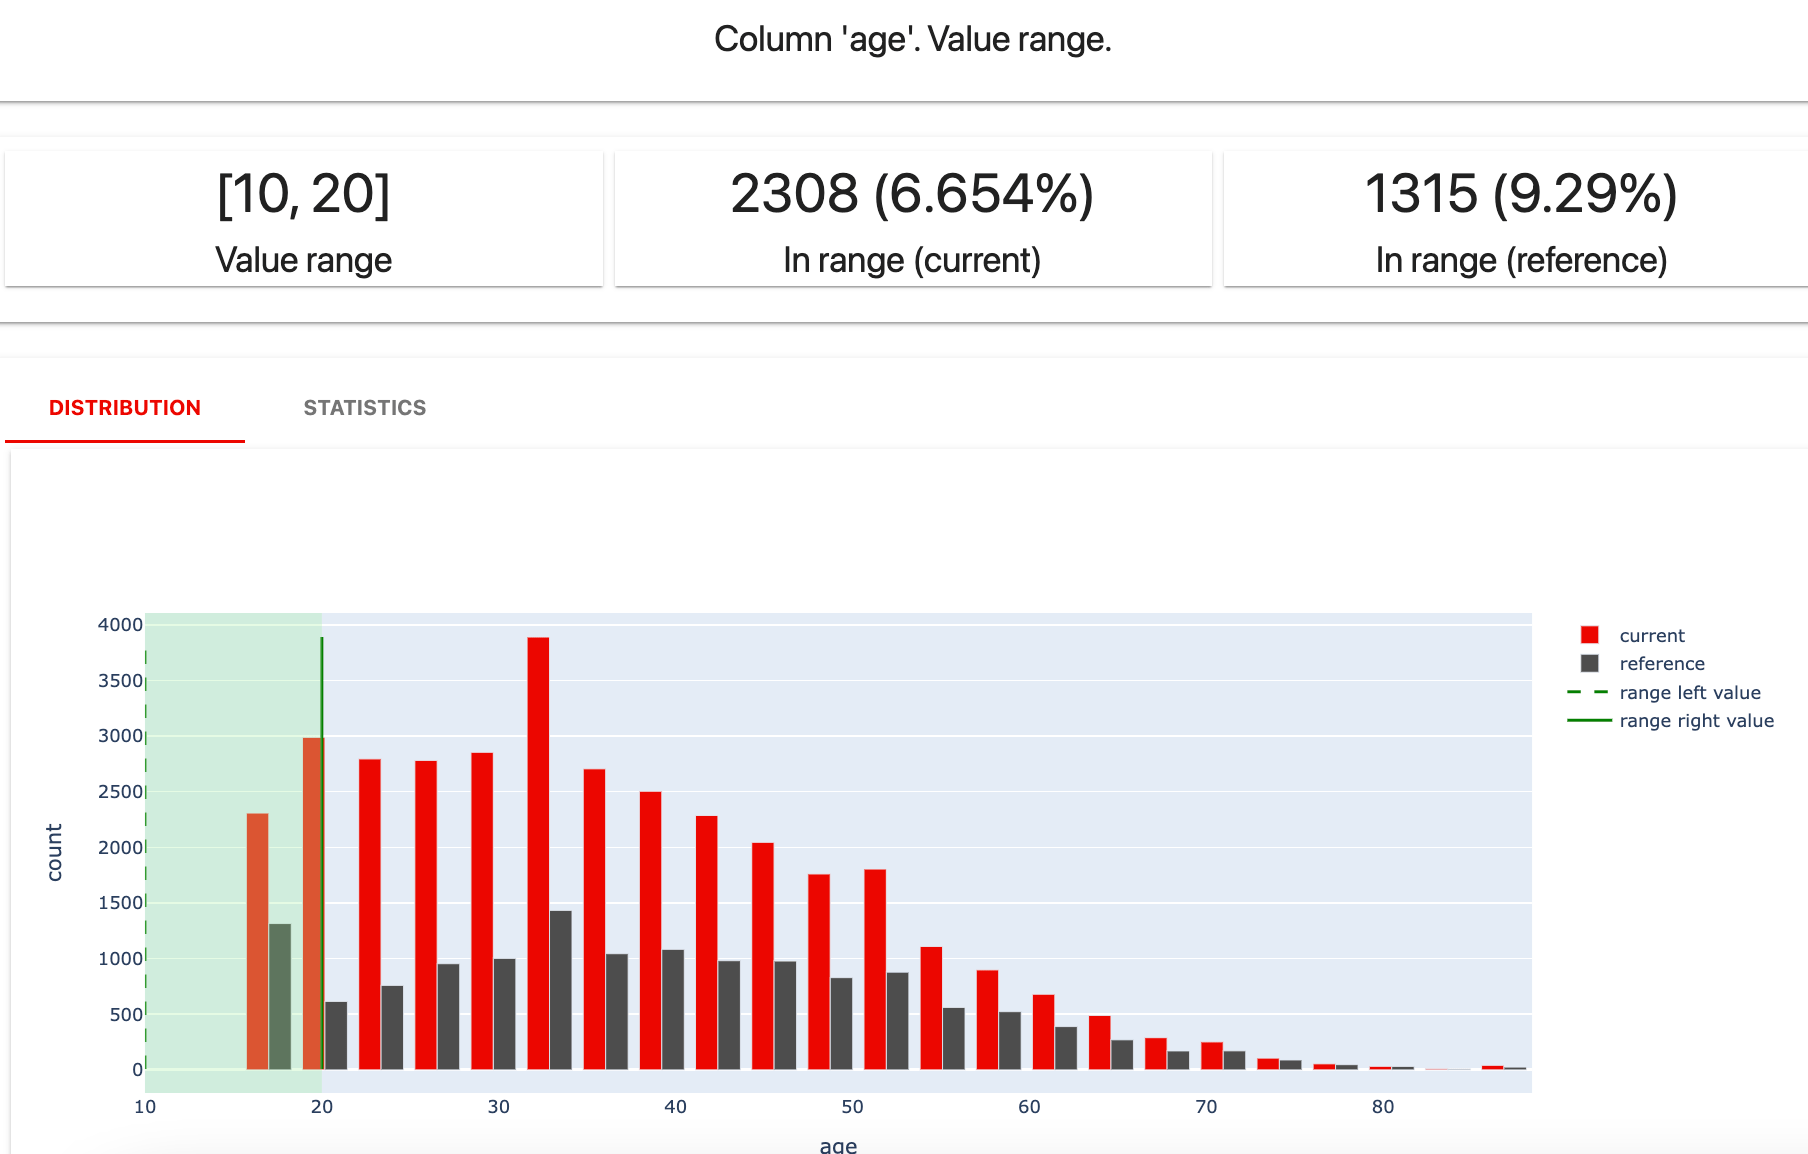 Column 'age'. Value range.
[10, 20]
Value range
2308 (6.654%)
In range (current)
1315 (9.29%)
In range (reference)
DISTRIBUTION
STATISTICS
4000
3500
3000
2500
2000
1500
1000
500
0
count
10
20
30
40
50
60
70
80
age
current
reference
range left value
range right value